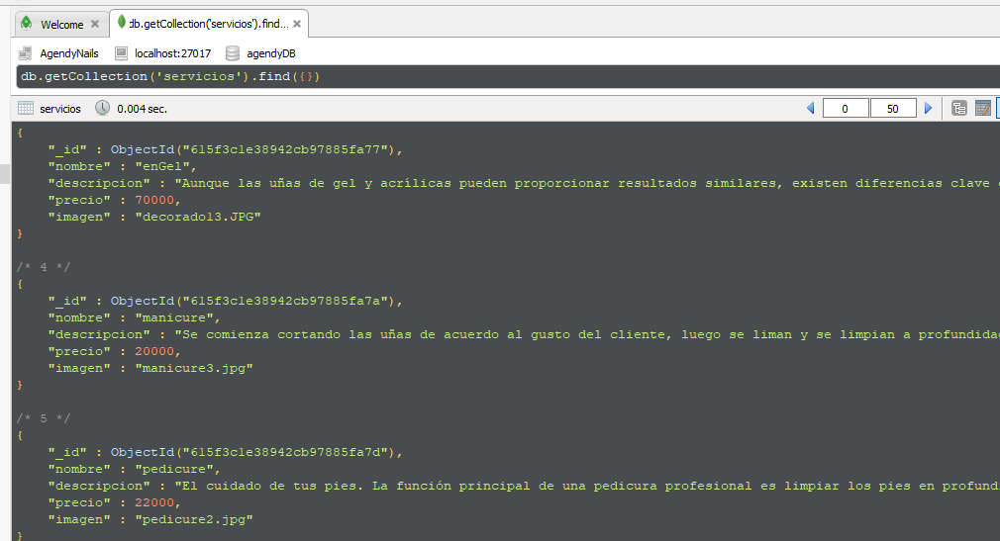 Welcome
db.getCollection('servicios').find...
AgendyNails localhost:27017 agendyDB
db.getCollection('servicios').find({})
servicios 0.004 sec. 0 50
{
"_id" : ObjectId("615f3c1e38942cb97885fa77"),
"nombre" : "enGel",
"descripcion" : "Aunque las uñas de gel y acrílicas pueden proporcionar resultados similares, existen diferencias clave
"precio" : 70000,
"imagen" : "decorado13.JPG"
}
/* 4 */
{
"_id" : ObjectId("615f3c1e38942cb97885fa7a"),
"nombre" : "manicure",
"descripcion" : "Se comienza cortando las uñas de acuerdo al gusto del cliente, luego se liman y se limpian a profundidad
"precio" : 20000,
"imagen" : "manicure3.jpg"
}
/* 5 */
{
"_id" : ObjectId("615f3c1e38942cb97885fa7d"),
"nombre" : "pedicure",
"descripcion" : "El cuidado de tus pies. La función principal de una pedicura profesional es limpiar los pies en profundi
"precio" : 22000,
"imagen" : "pedicure2.jpg"
}